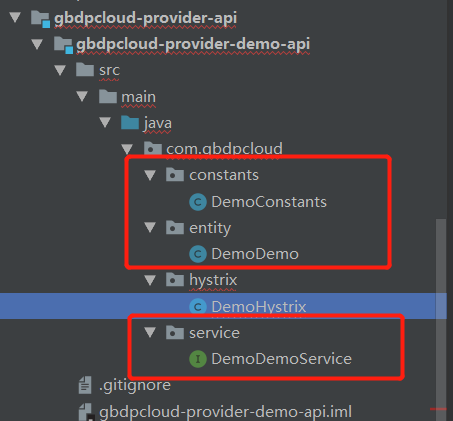 gbdpcloud-provider-api
gbdpcloud-provider-demo-api
src
main
java
com.gbdpcloud
constants
C DemoConstants
entity
C DemoDemo
hystrix
C DemoHystrix
service
I DemoDemoService
.gitignore
gbdpcloud-provider-demo-api.iml